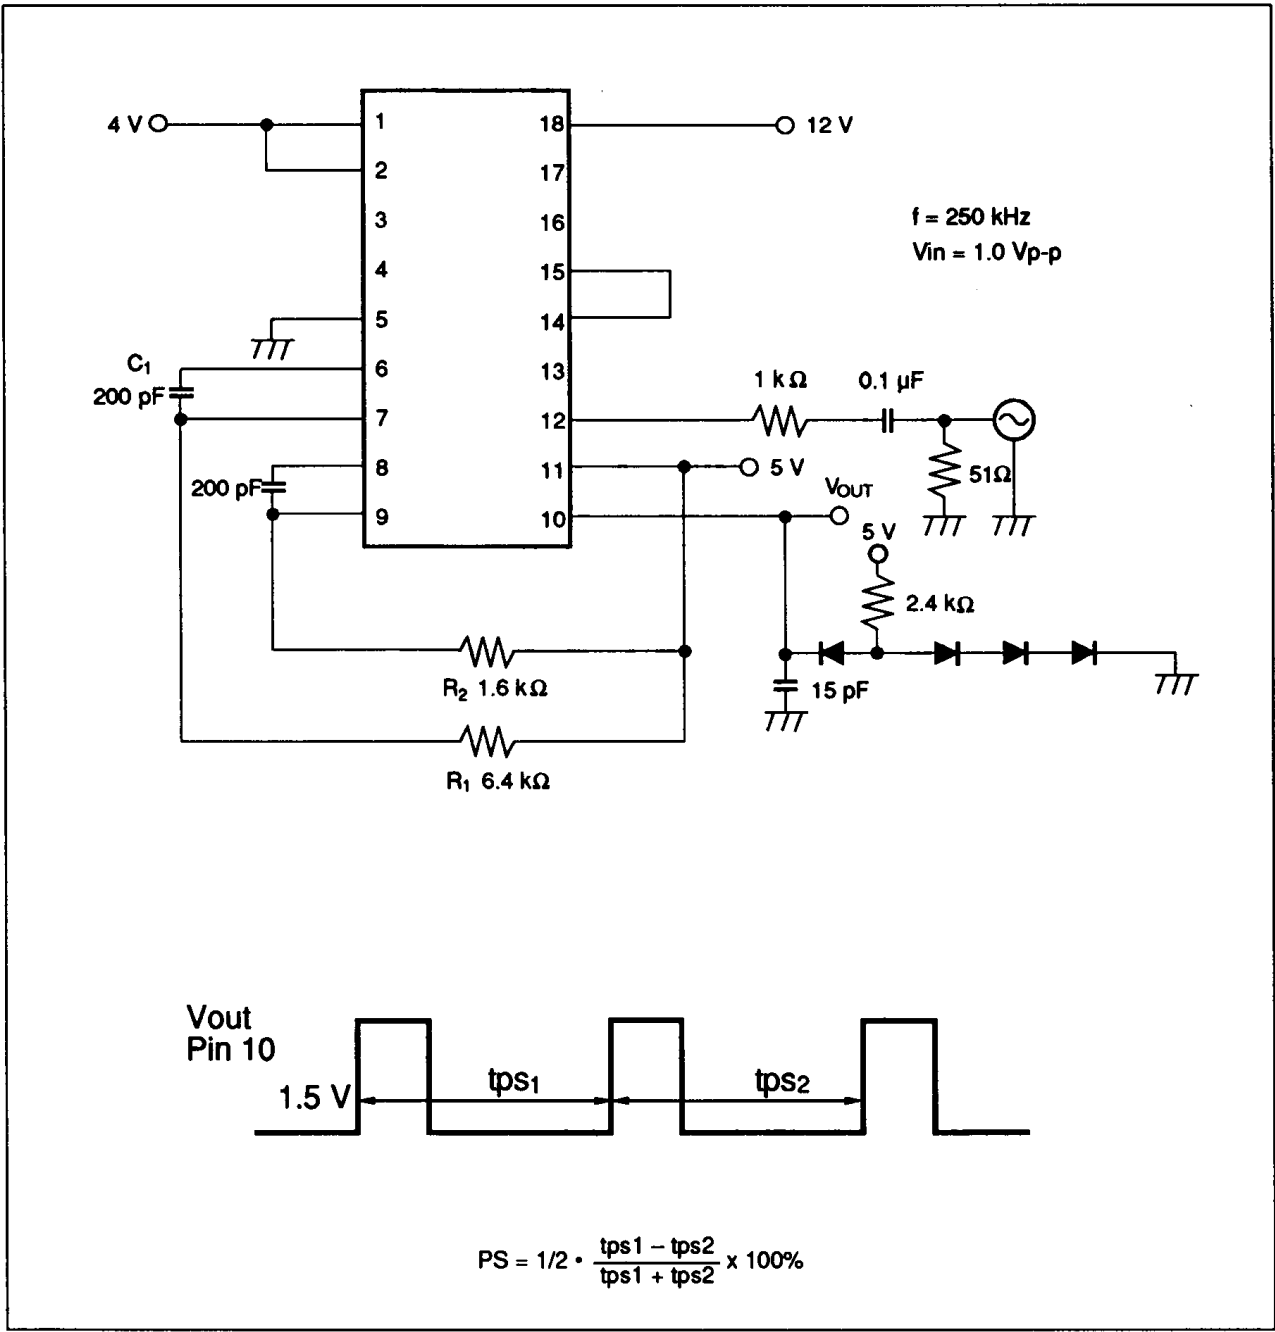 4 V
1
18
12 V
2
17
3
16
f = 250 kHz
Vin = 1.0 Vp-p
4
15
5
14
C₁
200 pF
6
13
1 kΩ
0.1 µF
7
12
8
11
5 V
51Ω
200 pF
9
10
VOUT
5 V
2.4 kΩ
R₂ 1.6 kΩ
15 pF
R₁ 6.4 kΩ
Vout
Pin 10
1.5 V
tps₁
tps₂
PS = 1/2 • tps1 – tps2 / tps1 + tps2 x 100%